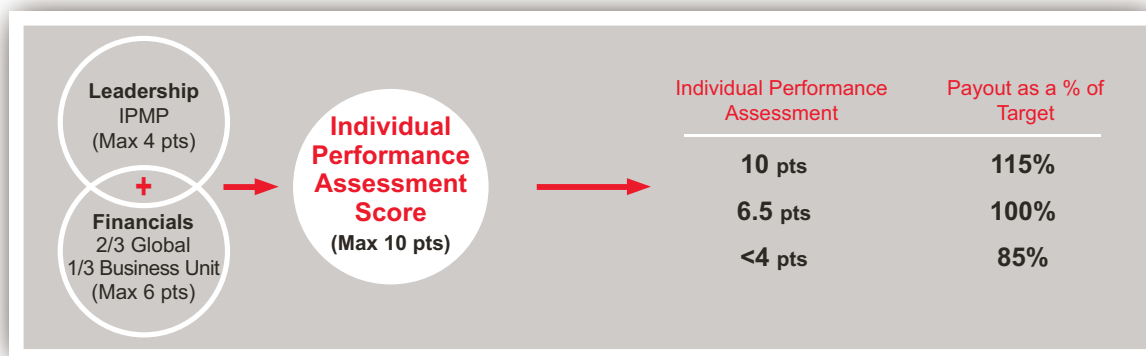 Leadership
IPMP
(Max 4 pts)
+
Financials
2/3 Global
1/3 Business Unit
(Max 6 pts)
Individual
Performance
Assessment
Score
(Max 10 pts)
Individual Performance
Assessment
Payout as a % of
Target
10 pts 115%
6.5 pts 100%
<4 pts 85%